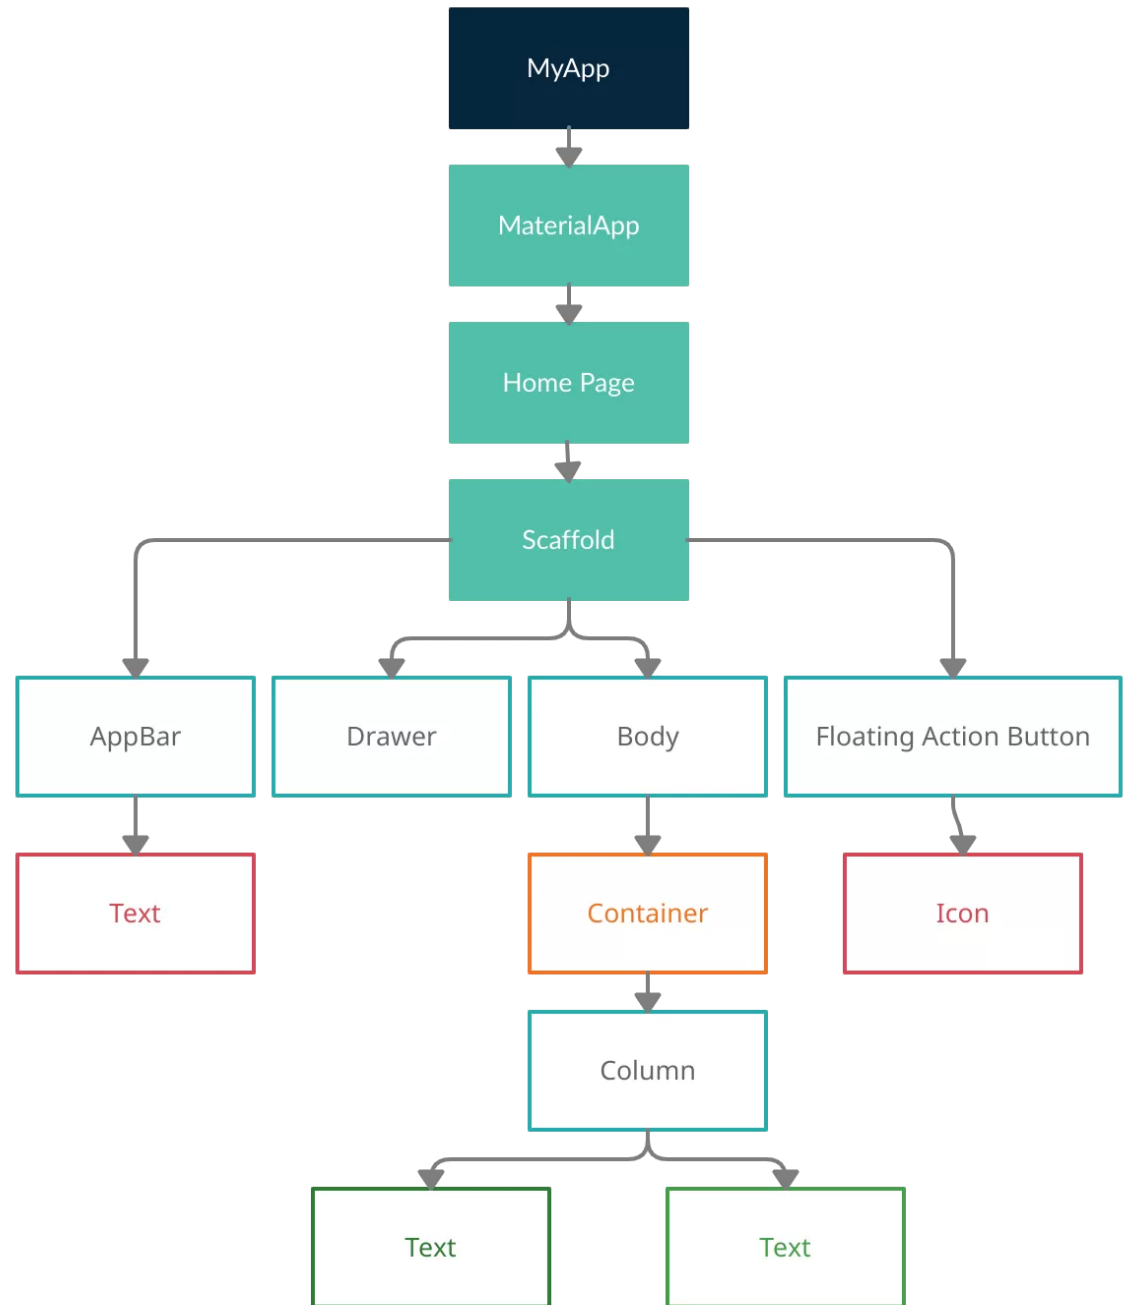 MyApp
MaterialApp
Home Page
Scaffold
AppBar
Drawer
Body
Floating Action Button
Text
Container
Icon
Column
Text
Text